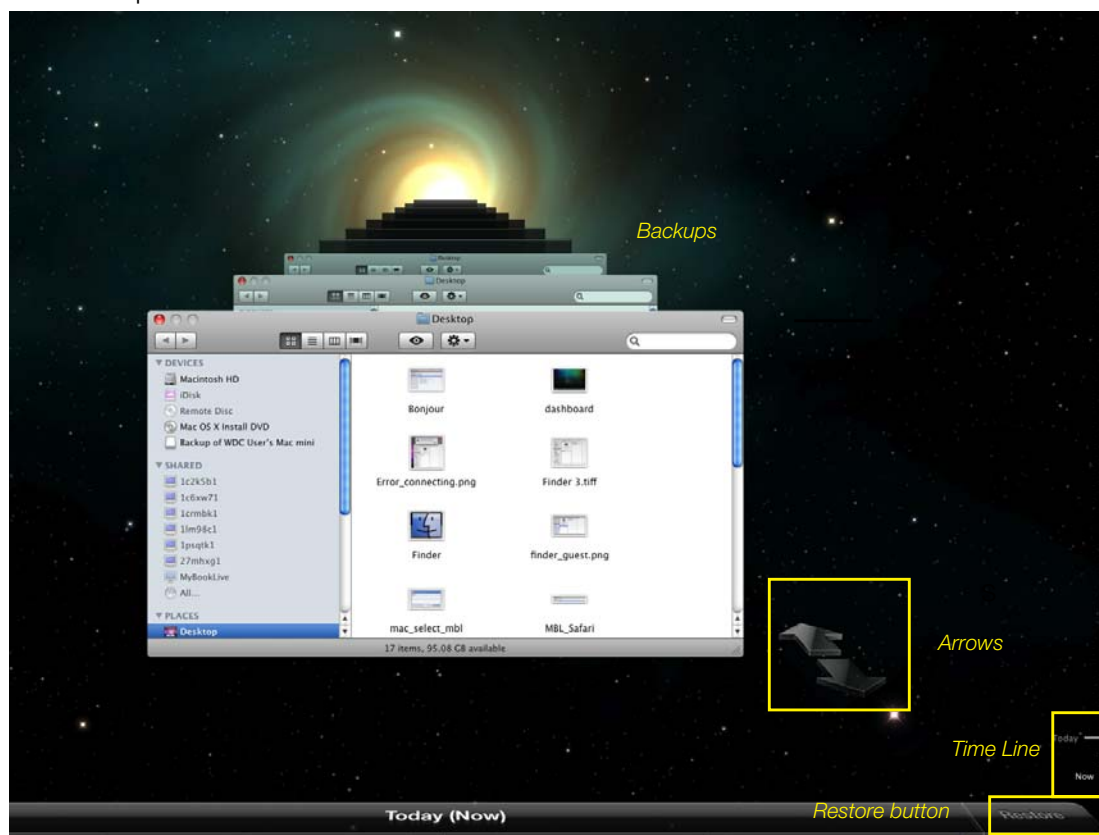 Backups
Desktop
Desktop
Desktop
DEVICES
Macintosh HD
iDisk
Remote Disc
Mac OS X Install DVD
Backup of WDC User's Mac mini
SHARED
1c2k5b1
1c6xw71
1crmbk1
1lm98c1
1psqtk1
27mhxg1
MyBookLive
All...
PLACES
Desktop
Bonjour
dashboard
Error_connecting.png
Finder 3.tiff
Finder
finder_guest.png
mac_select_mbl
MBL_Safari
17 items, 95.08 GB available
Arrows
Time Line
Today
Now
Restore button
Restore
Today (Now)